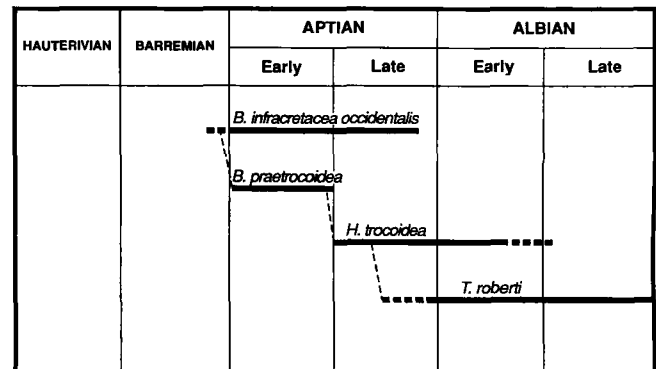 APTIAN
ALBIAN
HAUTERIVIAN
BARREMIAN
Early
Late
Early
Late
B. infracretacea occidentalis
B. praetrocoidea
H. trocoidea
T. roberti